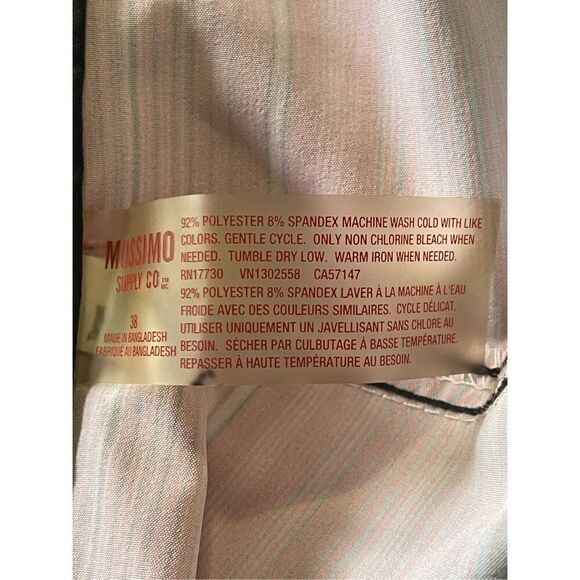 MOSSIMO
SUPPLY CO™
INC.
38
MADE IN BANGLADESH
FABRIQUÉ AU BANGLADESH
92% POLYESTER 8% SPANDEX MACHINE WASH COLD WITH LIKE
COLORS. GENTLE CYCLE. ONLY NON CHLORINE BLEACH WHEN
NEEDED. TUMBLE DRY LOW. WARM IRON WHEN NEEDED.
RN17730 VN1302558 CA57147
92% POLYESTER 8% SPANDEX LAVER À LA MACHINE À L'EAU
FROIDE AVEC DES COULEURS SIMILAIRES. CYCLE DÉLICAT.
UTILISER UNIQUEMENT UN JAVELLISANT SANS CHLORE AU
BESOIN. SÉCHER PAR CULBUTAGE À BASSE TEMPÉRATURE.
REPASSER À HAUTE TEMPÉRATURE AU BESOIN.